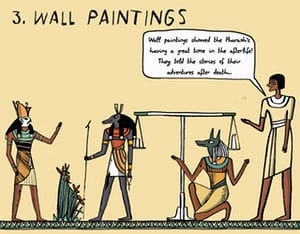 3. WALL PAINTINGS
Wall paintings showed the Pharaoh's
having a great time in the afterlife!
They told the stories of their
adventures after death...